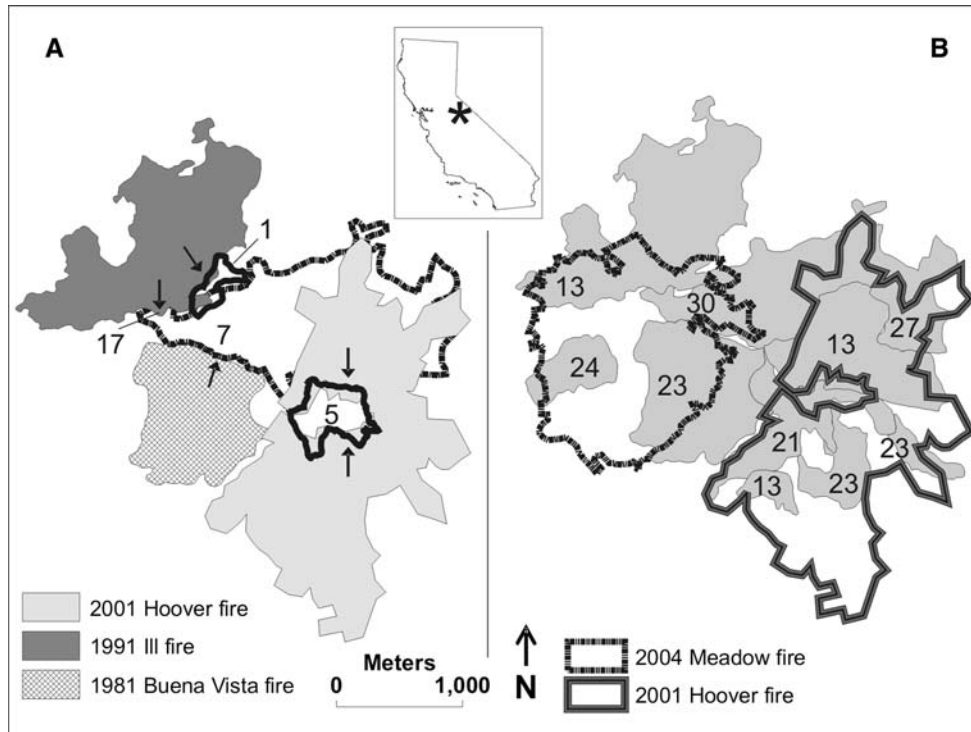 A
B
*
1
17
7
5
13
30
27
13
24
23
21
23
13
23
2001 Hoover fire
1991 Ill fire
1981 Buena Vista fire
Meters
0 1,000
N
2004 Meadow fire
2001 Hoover fire